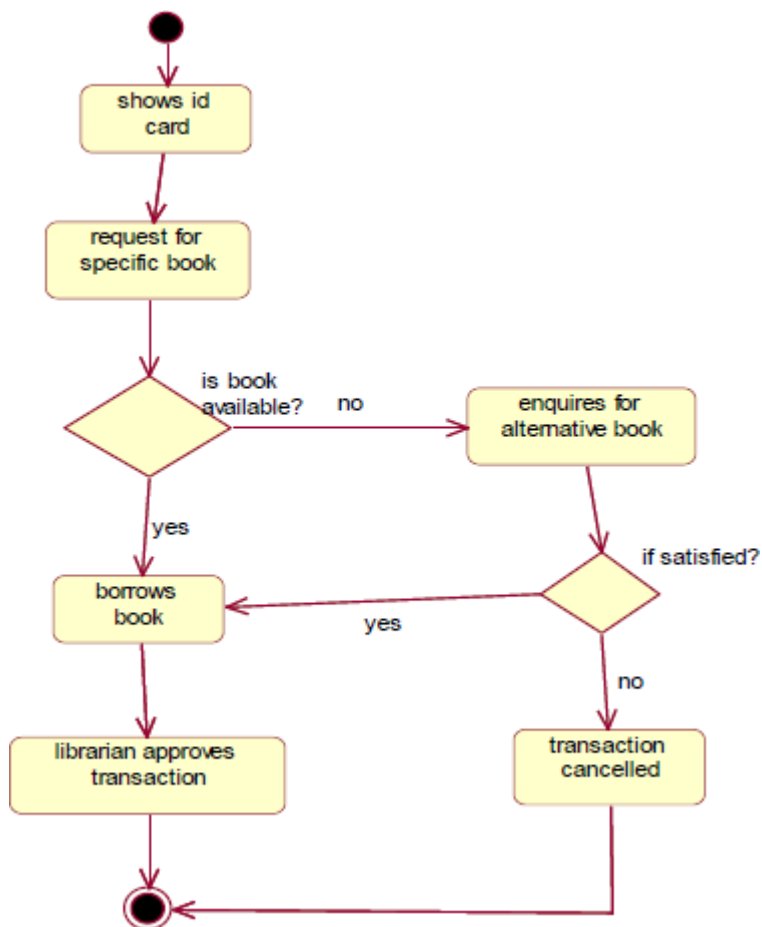 shows id
card
request for
specific book
is book
available?
no
enquires for
alternative book
yes
if satisfied?
borrows
book
yes
no
librarian approves
transaction
transaction
cancelled